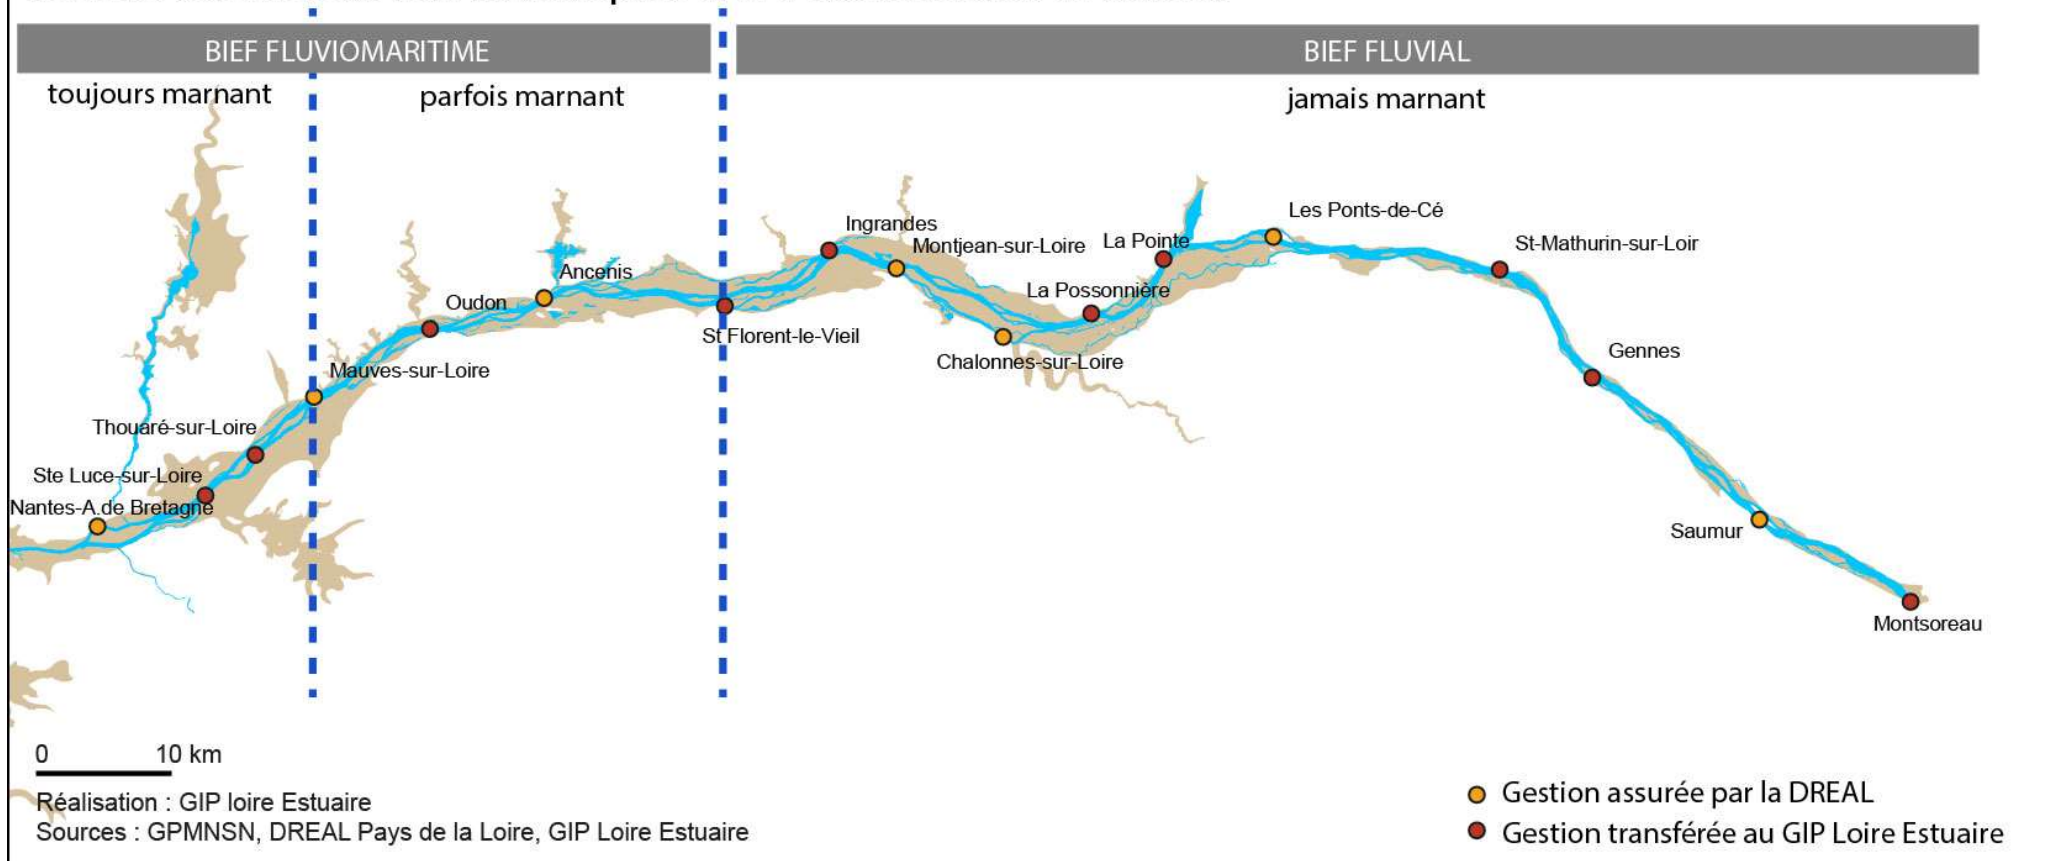 BIEF FLUVIOMARITIME
BIEF FLUVIAL
toujours marnant
parfois marnant
jamais marnant
Les Ponts-de-Cé
Ingrandes
Montjean-sur-Loire
La Pointe
St-Mathurin-sur-Loir
Ancenis
La Possonnière
Oudon
St Florent-le-Vieil
Gennes
Chalonnes-sur-Loire
Mauves-sur-Loire
Thouaré-sur-Loire
Ste Luce-sur-Loire
Nantes-A.de Bretagne
Saumur
Montsoreau
0 10 km
Réalisation : GIP loire Estuaire
Sources : GPMNSN, DREAL Pays de la Loire, GIP Loire Estuaire
Gestion assurée par la DREAL
Gestion transférée au GIP Loire Estuaire